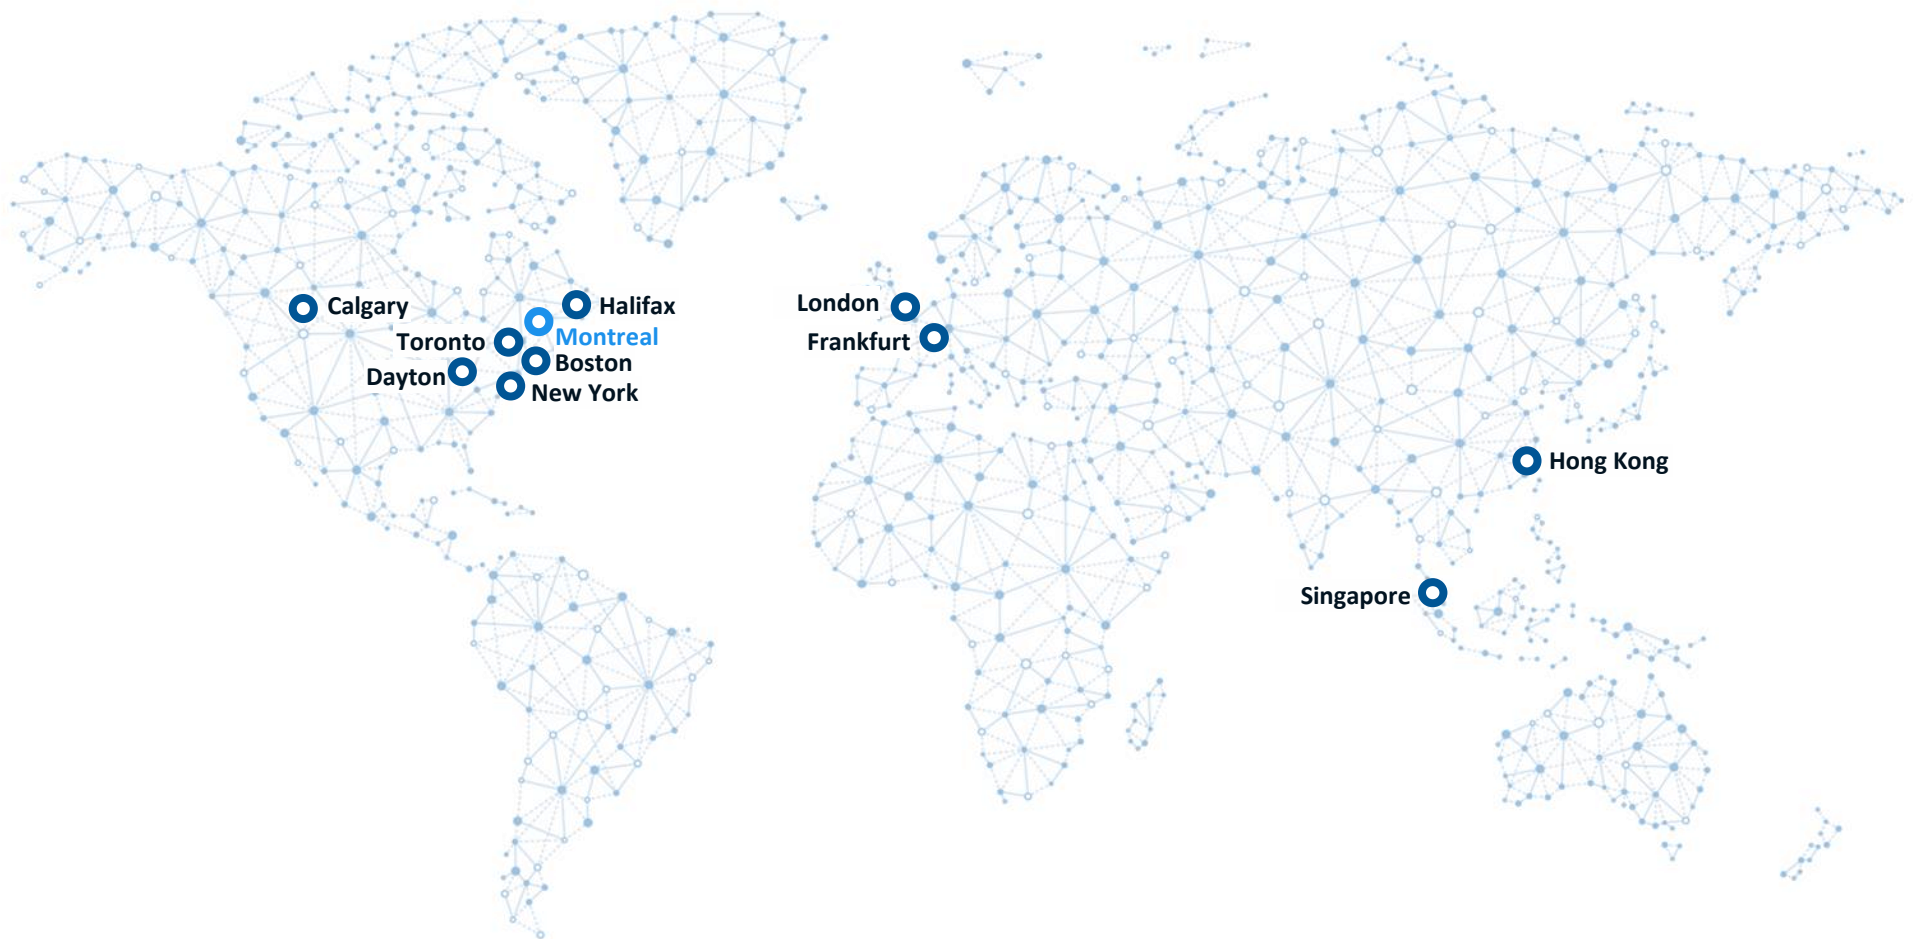 Calgary
Halifax
Montreal
Toronto
Boston
Dayton
New York
London
Frankfurt
Hong Kong
Singapore